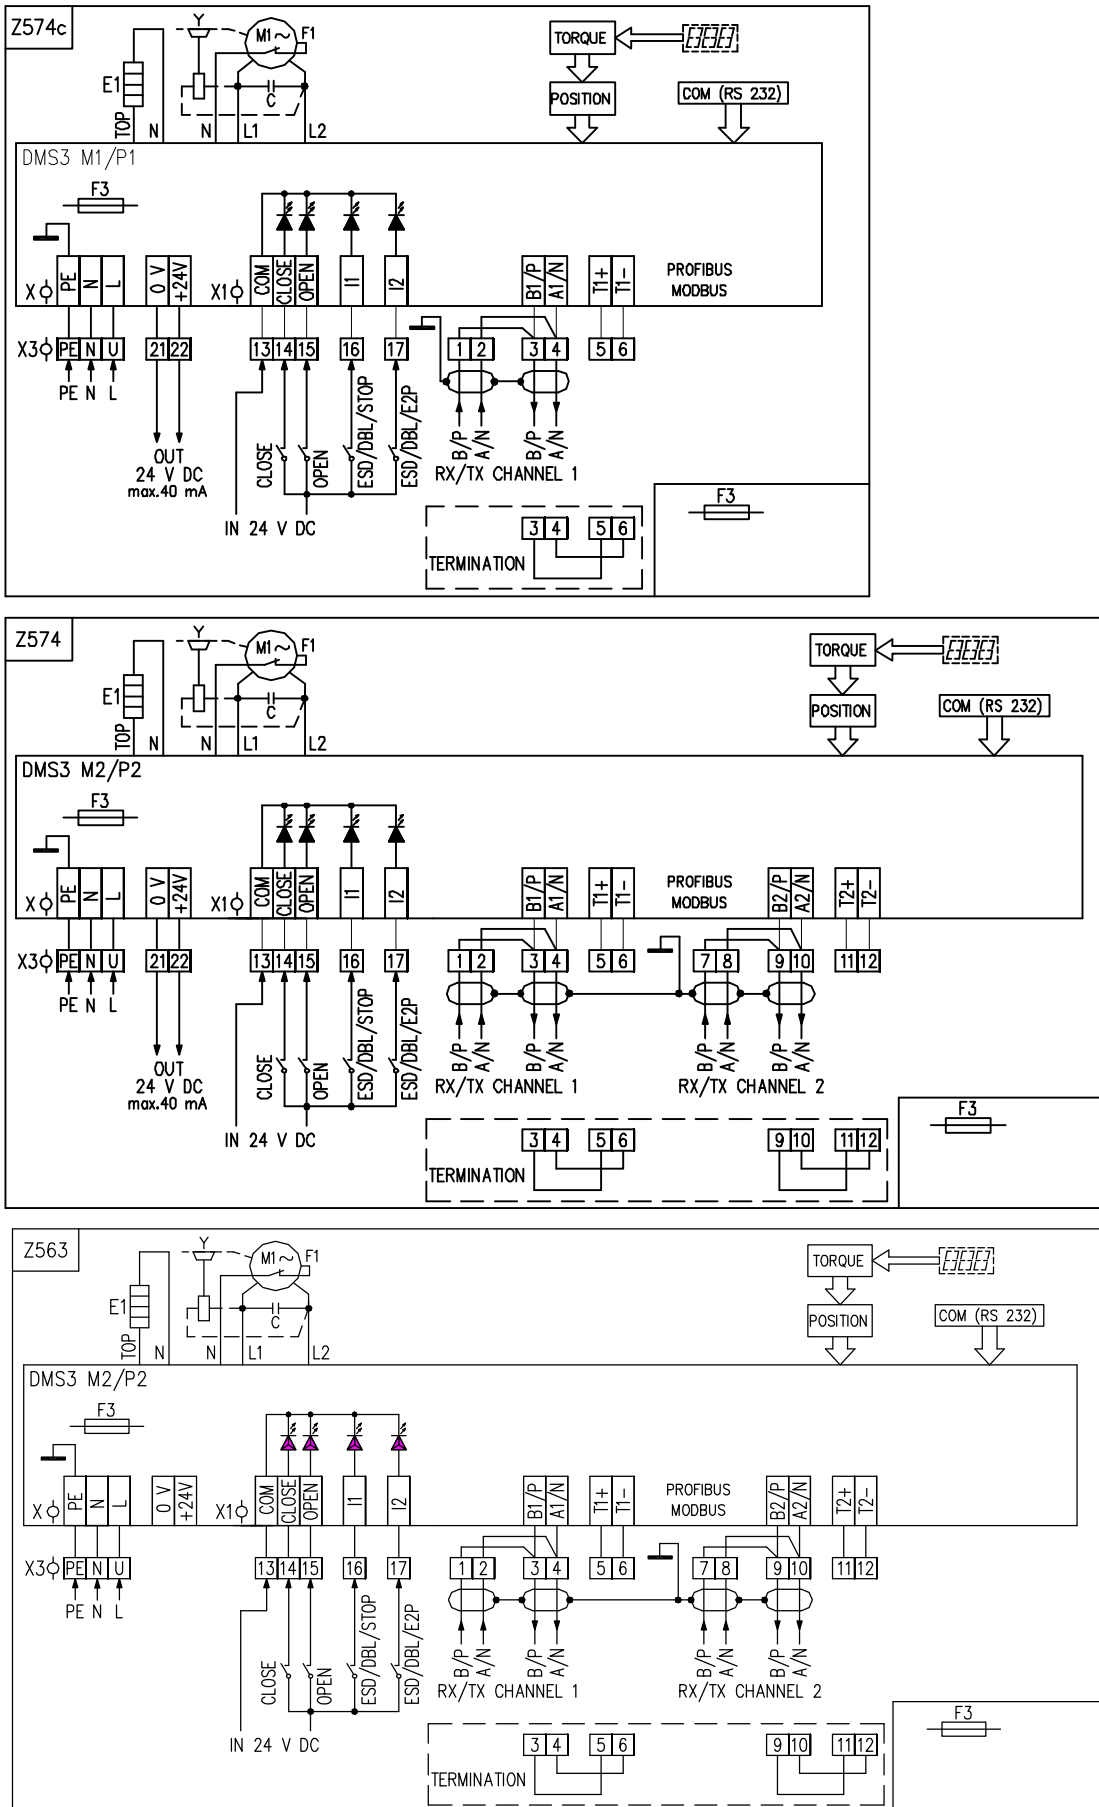 Z574c
Y
M1 ~
F1
E1
C
TOP
N
N
L1
L2
TORQUE
POSITION
COM (RS 232)
DMS3 M1/P1
F3
X
PE
N
L
0 V
+24V
X1
COM
CLOSE
OPEN
I1
I2
B1/P
A1/N
T1+
T1-
PROFIBUS
MODBUS
X3
PE N U
21 22
13 14 15
16
17
1 2
3 4
5 6
PE N L
OUT
24 V DC
max.40 mA
CLOSE
OPEN
ESD/DBL/STOP
ESD/DBL/E2P
IN 24 V DC
B/P
A/N
B/P
A/N
RX/TX CHANNEL 1
TERMINATION
3 4
5 6
F3
Z574
Y
M1 ~
F1
E1
C
TOP
N
N
L1
L2
TORQUE
POSITION
COM (RS 232)
DMS3 M2/P2
F3
X
PE
N
L
0 V
+24V
X1
COM
CLOSE
OPEN
I1
I2
B1/P
A1/N
T1+
T1-
PROFIBUS
MODBUS
B2/P
A2/N
T2+
T2-
X3
PE N U
21 22
13 14 15
16
17
1 2
3 4
5 6
7 8
9 10
11 12
PE N L
OUT
24 V DC
max.40 mA
CLOSE
OPEN
ESD/DBL/STOP
ESD/DBL/E2P
IN 24 V DC
B/P
A/N
B/P
A/N
RX/TX CHANNEL 1
B/P
A/N
B/P
A/N
RX/TX CHANNEL 2
TERMINATION
3 4
5 6
9 10
11 12
F3
Z563
Y
M1 ~
F1
E1
C
TOP
N
N
L1
L2
TORQUE
POSITION
COM (RS 232)
DMS3 M2/P2
F3
X
PE
N
L
0 V
+24V
X1
COM
CLOSE
OPEN
I1
I2
B1/P
A1/N
T1+
T1-
PROFIBUS
MODBUS
B2/P
A2/N
T2+
T2-
X3
PE N U
13 14 15
16
17
1 2
3 4
5 6
7 8
9 10
11 12
PE N L
CLOSE
OPEN
ESD/DBL/STOP
ESD/DBL/E2P
IN 24 V DC
B/P
A/N
B/P
A/N
RX/TX CHANNEL 1
B/P
A/N
B/P
A/N
RX/TX CHANNEL 2
TERMINATION
3 4
5 6
9 10
11 12
F3